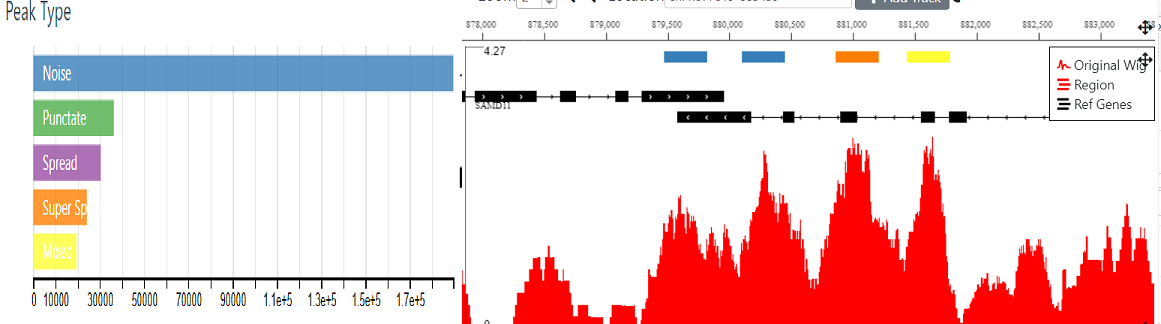 Peak Type
Noise
Punctate
Spread
Super Sp
Mixed
0 10000 30000 50000 70000 90000 1.1e+5 1.3e+5 1.5e+5 1.7e+5
Add Track
878,000 878,500 879,000 879,500 880,000 880,500 881,000 881,500 882,000 882,500 883,000
4.27
SAMD11
Original Wig
Region
Ref Genes
0